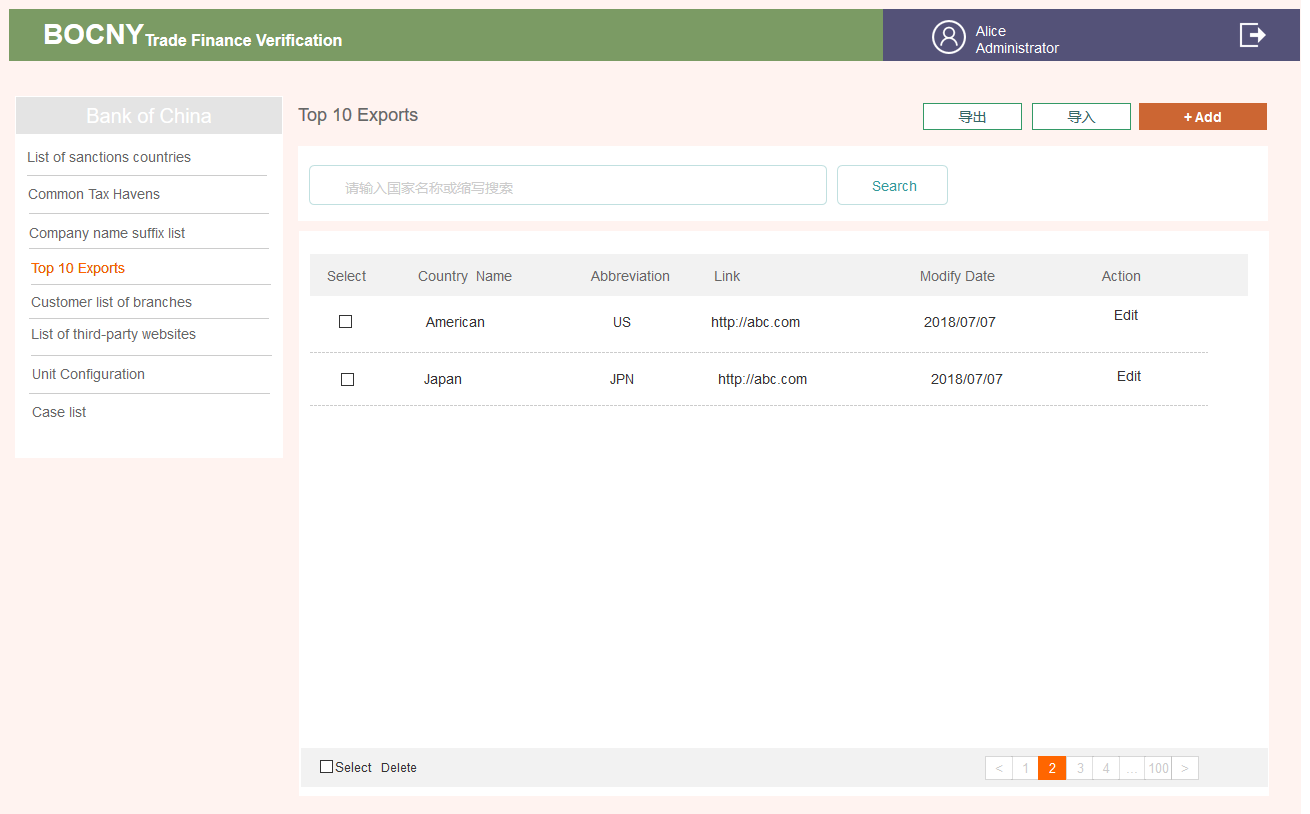 BOCNY Trade Finance Verification
Alice
Administrator
Bank of China
List of sanctions countries
Common Tax Havens
Company name suffix list
Top 10 Exports
Customer list of branches
List of third-party websites
Unit Configuration
Case list
Top 10 Exports
导出
导入
+ Add
请输入国家名称或缩写搜索
Search
Select Country Name Abbreviation Link Modify Date Action
American US http://abc.com 2018/07/07 Edit
Japan JPN http://abc.com 2018/07/07 Edit
Select Delete
< 1 2 3 4 ... 100 >